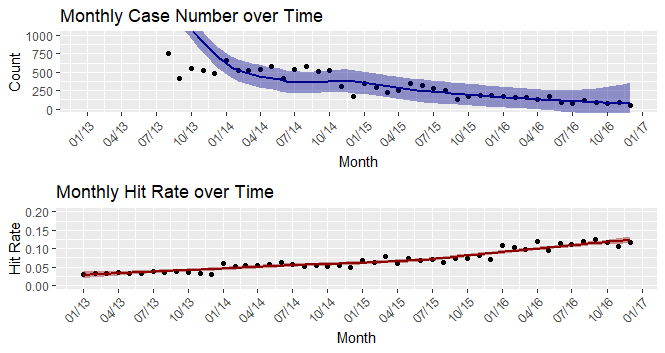 Monthly Case Number over Time
Count
1000
750
500
250
0
01/13 04/13 07/13 10/13 01/14 04/14 07/14 10/14 01/15 04/15 07/15 10/15 01/16 04/16 07/16 10/16 01/17
Month
Monthly Hit Rate over Time
Hit Rate
0.20
0.15
0.10
0.05
0.00
01/13 04/13 07/13 10/13 01/14 04/14 07/14 10/14 01/15 04/15 07/15 10/15 01/16 04/16 07/16 10/16 01/17
Month